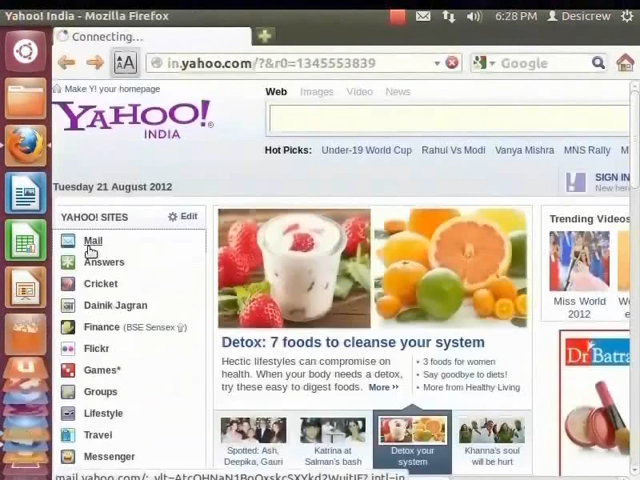 Yahoo! India - Mozilla Firefox
6:28 PM
Desicrew
Connecting...
in.yahoo.com/?&r0=1345553839
Google
Make Y! your homepage
YAHOO!
INDIA
Web Images Video News
Hot Picks: Under-19 World Cup Rahul Vs Modi Vanya Mishra MNS Rally
SIGN IN
New here
Tuesday 21 August 2012
YAHOO! SITES Edit
Mail
Answers
Cricket
Dainik Jagran
Finance (BSE Sensex)
Flickr
Games*
Groups
Lifestyle
Travel
Messenger
Detox: 7 foods to cleanse your system
Hectic lifestyles can compromise on
health. When your body needs a detox,
try these easy to digest foods. More ››
• 3 foods for women
• Say goodbye to diets!
• More from Healthy Living
Spotted: Ash,
Deepika, Gauri
Katrina at
Salman's bash
Detox your
system
Khanna's soul
will be hurt
Trending Videos
Miss World
2012
Dr Batra